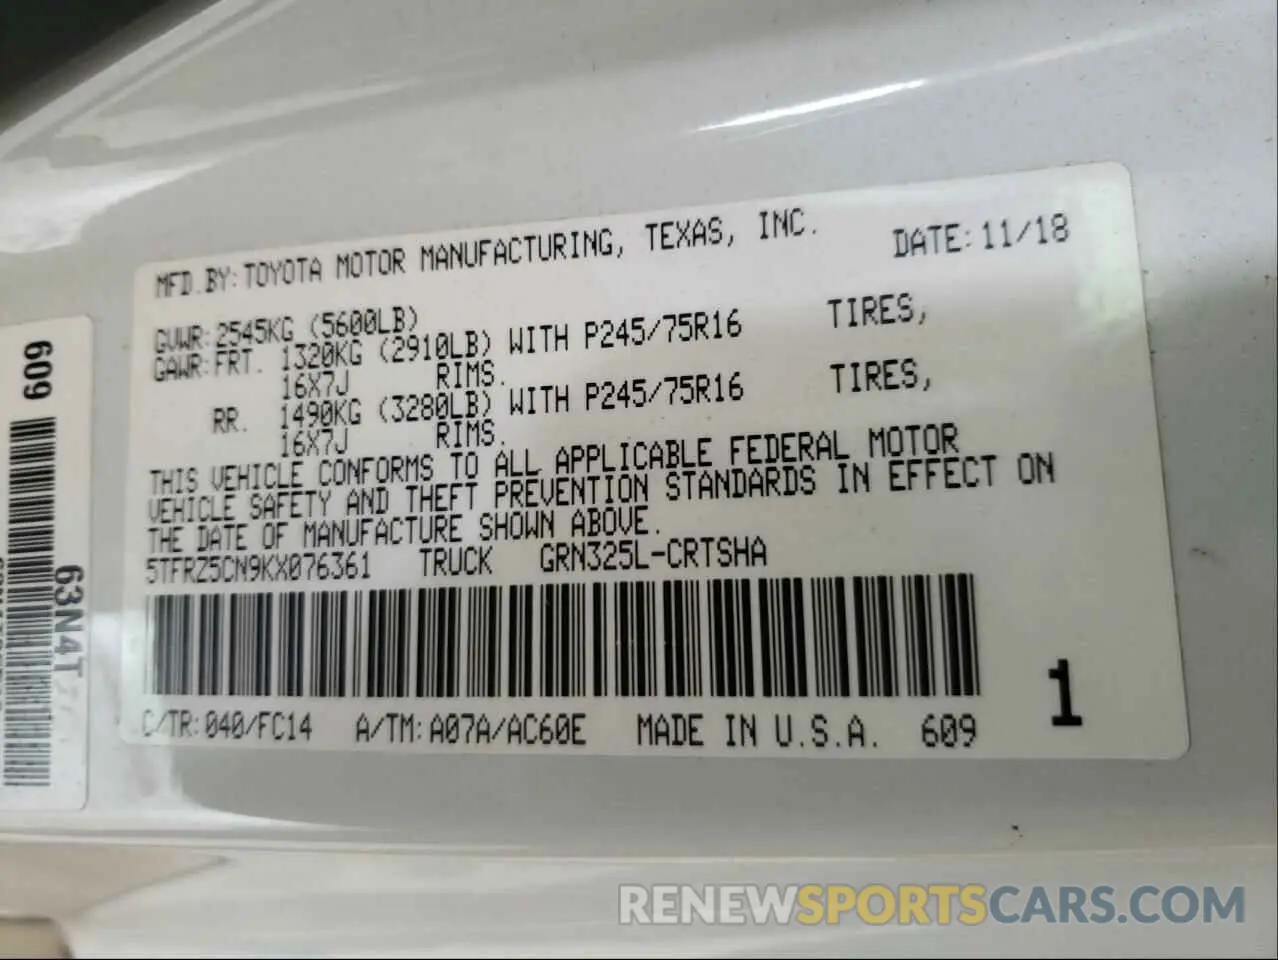 MFD.BY:TOYOTA MOTOR MANUFACTURING, TEXAS, INC. DATE:11/18
GVWR:2545KG (5600LB)
GAWR:FRT. 1320KG (2910LB) WITH P245/75R16 TIRES,
16X7J RIMS.
RR. 1490KG (3280LB) WITH P245/75R16 TIRES,
16X7J RIMS.
THIS VEHICLE CONFORMS TO ALL APPLICABLE FEDERAL MOTOR
VEHICLE SAFETY AND THEFT PREVENTION STANDARDS IN EFFECT ON
THE DATE OF MANUFACTURE SHOWN ABOVE.
5TFRZ5CN9KX076361 TRUCK GRN325L-CRTSHA
C/TR:040/FC14 A/TM:A07A/AC60E MADE IN U.S.A. 609
1
609
63N4T
RENEWSPORTSCARS.COM